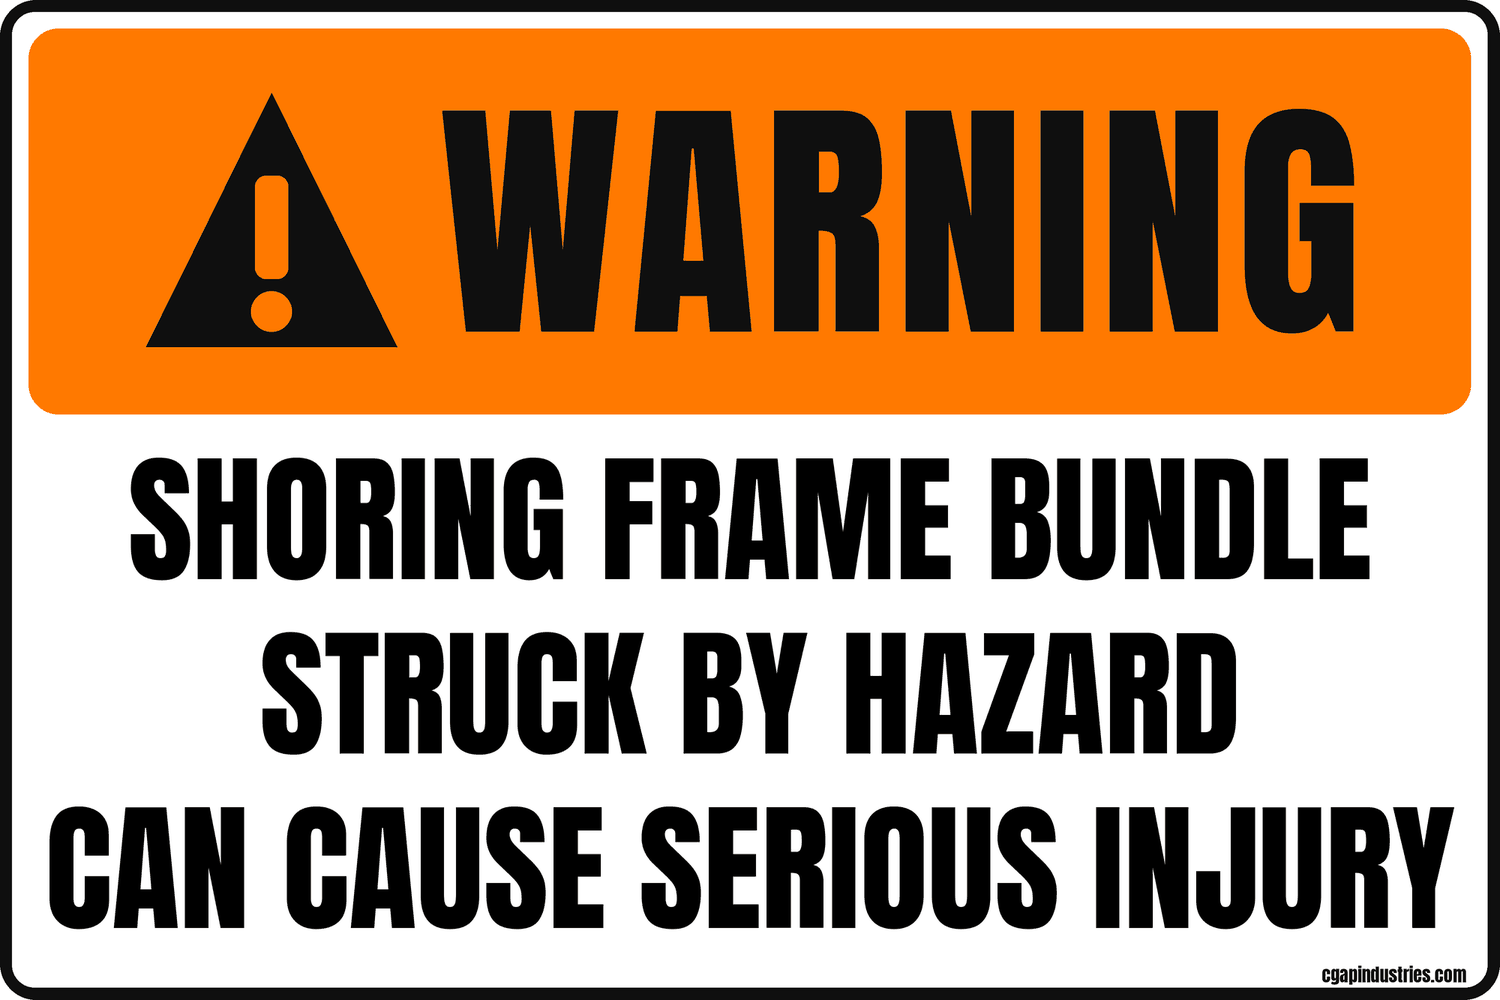 WARNING
SHORING FRAME BUNDLE
STRUCK BY HAZARD
CAN CAUSE SERIOUS INJURY
cgapindustries.com